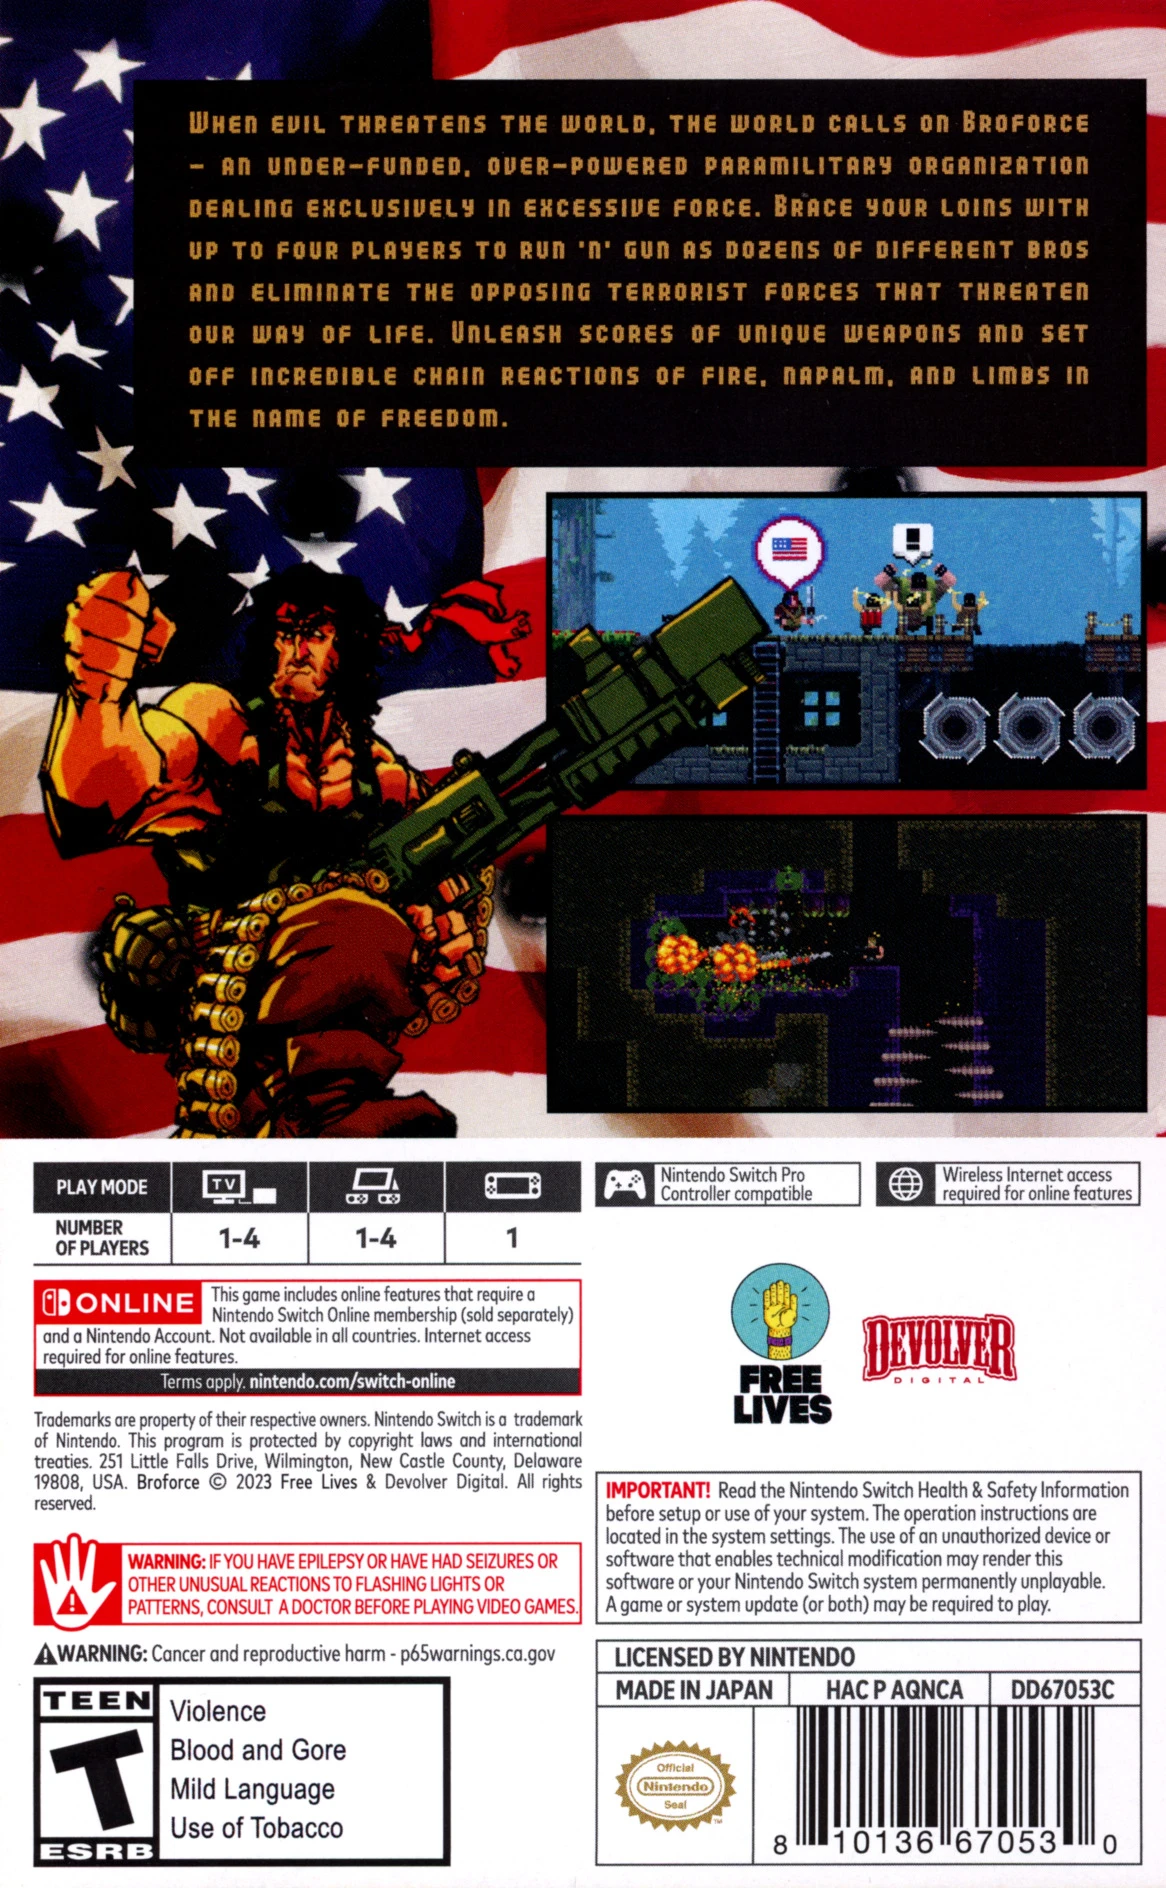 When evil threatens the world, the world calls on Broforce
– an under-funded, over-powered paramilitary organization
dealing exclusively in excessive force. Brace your loins with
up to four players to run 'n' gun as dozens of different bros
and eliminate the opposing terrorist forces that threaten
our way of life. Unleash scores of unique weapons and set
off incredible chain reactions of fire, napalm, and limbs in
the name of freedom.
!
PLAY MODE
TV
NUMBER
OF PLAYERS
1-4
1-4
1
Nintendo Switch Pro
Controller compatible
Wireless Internet access
required for online features
ONLINE
This game includes online features that require a
Nintendo Switch Online membership (sold separately)
and a Nintendo Account. Not available in all countries. Internet access
required for online features.
Terms apply. nintendo.com/switch-online
FREE
LIVES
DEVOLVER
DIGITAL
Trademarks are property of their respective owners. Nintendo Switch is a trademark
of Nintendo. This program is protected by copyright laws and international
treaties. 251 Little Falls Drive, Wilmington, New Castle County, Delaware
19808, USA. Broforce © 2023 Free Lives & Devolver Digital. All rights
reserved.
IMPORTANT! Read the Nintendo Switch Health & Safety Information
before setup or use of your system. The operation instructions are
located in the system settings. The use of an unauthorized device or
software that enables technical modification may render this
software or your Nintendo Switch system permanently unplayable.
A game or system update (or both) may be required to play.
WARNING: IF YOU HAVE EPILEPSY OR HAVE HAD SEIZURES OR
OTHER UNUSUAL REACTIONS TO FLASHING LIGHTS OR
PATTERNS, CONSULT A DOCTOR BEFORE PLAYING VIDEO GAMES.
WARNING: Cancer and reproductive harm - p65warnings.ca.gov
TEEN
T
ESRB
Violence
Blood and Gore
Mild Language
Use of Tobacco
LICENSED BY NINTENDO
MADE IN JAPAN
HAC P AQNCA
DD67053C
Official
Nintendo
Seal
TM
8 10136 67053 0